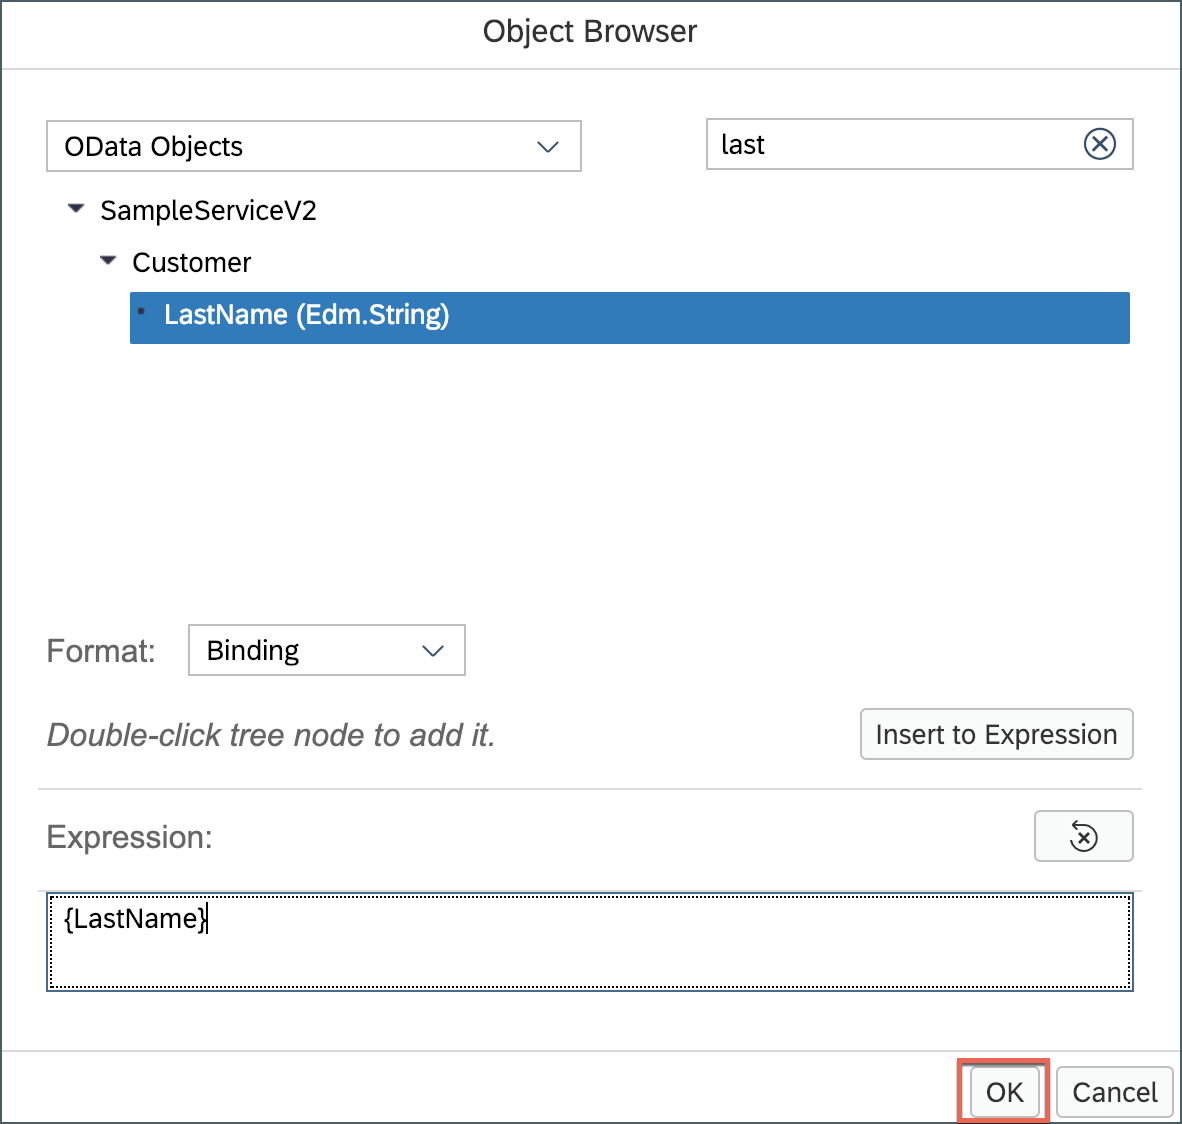 Object Browser
OData Objects
last
SampleServiceV2
Customer
LastName (Edm.String)
Format:
Binding
Double-click tree node to add it.
Insert to Expression
Expression:
{LastName}
OK
Cancel